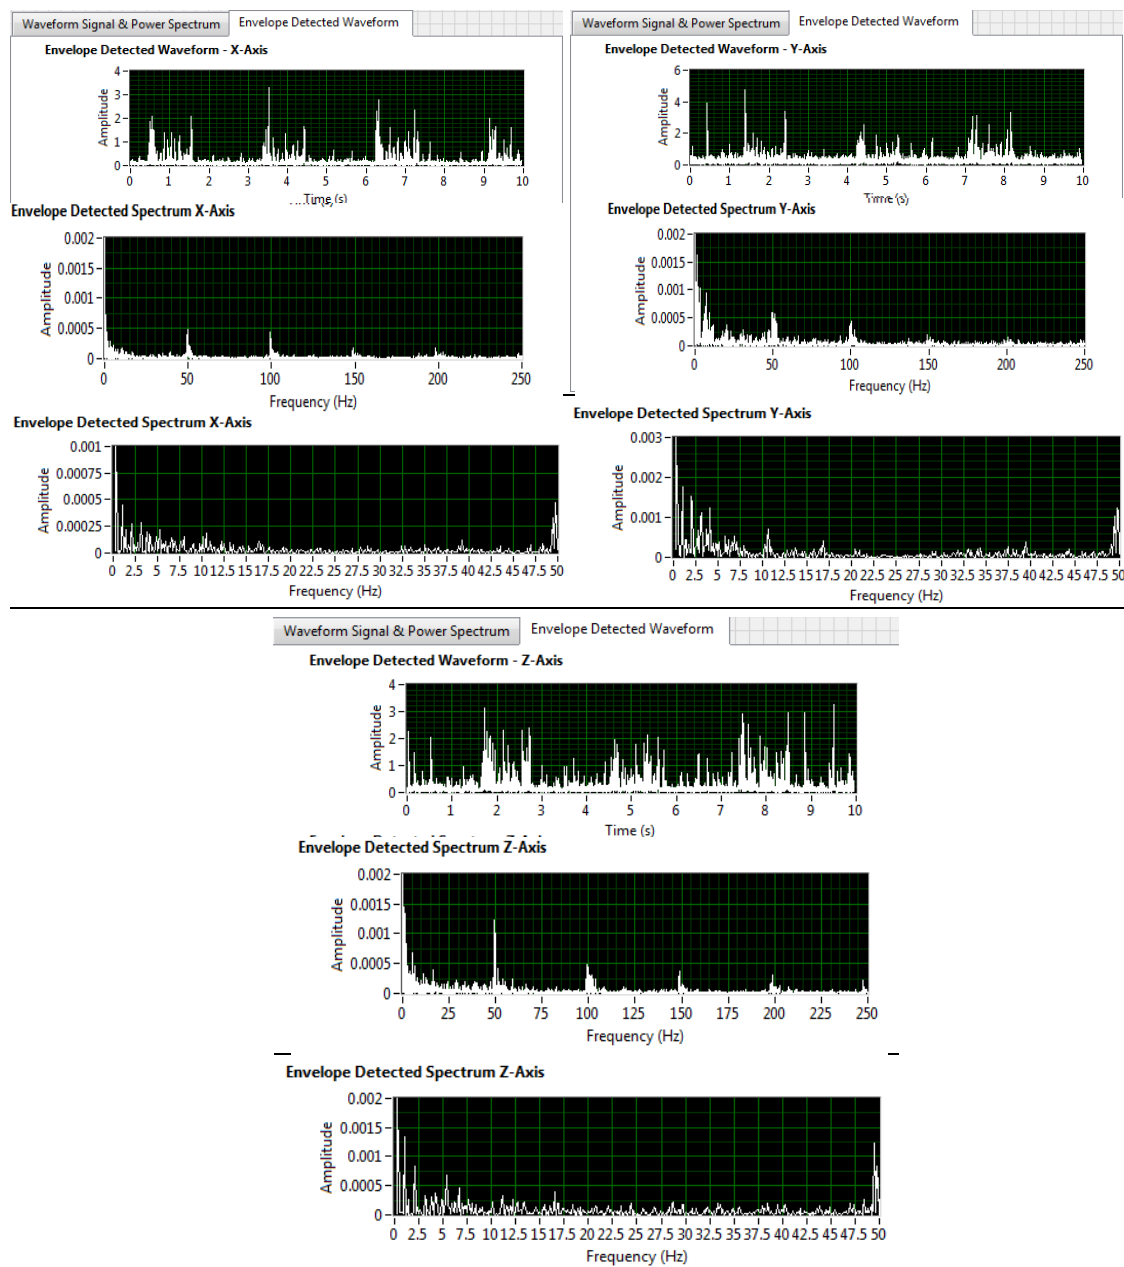 Waveform Signal & Power Spectrum Envelope Detected Waveform
Envelope Detected Waveform - X-Axis
Amplitude
4
3
2
1
0
0 1 2 3 4 5 6 7 8 9 10
Time (s)
Envelope Detected Spectrum X-Axis
Amplitude
0.002
0.0015
0.001
0.0005
0
0 50 100 150 200 250
Frequency (Hz)
Envelope Detected Spectrum X-Axis
Amplitude
0.001
0.00075
0.0005
0.00025
0
0 2.5 5 7.5 10 12.5 15 17.5 20 22.5 25 27.5 30 32.5 35 37.5 40 42.5 45 47.5 50
Frequency (Hz)
Waveform Signal & Power Spectrum Envelope Detected Waveform
Envelope Detected Waveform - Y-Axis
Amplitude
6
4
2
0
0 1 2 3 4 5 6 7 8 9 10
Time (s)
Envelope Detected Spectrum Y-Axis
Amplitude
0.002
0.0015
0.001
0.0005
0
0 50 100 150 200 250
Frequency (Hz)
Envelope Detected Spectrum Y-Axis
Amplitude
0.003
0.002
0.001
0
0 2.5 5 7.5 10 12.5 15 17.5 20 22.5 25 27.5 30 32.5 35 37.5 40 42.5 45 47.5 50
Frequency (Hz)
Waveform Signal & Power Spectrum Envelope Detected Waveform
Envelope Detected Waveform - Z-Axis
Amplitude
4
3
2
1
0
0 1 2 3 4 5 6 7 8 9 10
Time (s)
Envelope Detected Spectrum Z-Axis
Amplitude
0.002
0.0015
0.001
0.0005
0
0 25 50 75 100 125 150 175 200 225 250
Frequency (Hz)
Envelope Detected Spectrum Z-Axis
Amplitude
0.002
0.0015
0.001
0.0005
0
0 2.5 5 7.5 10 12.5 15 17.5 20 22.5 25 27.5 30 32.5 35 37.5 40 42.5 45 47.5 50
Frequency (Hz)